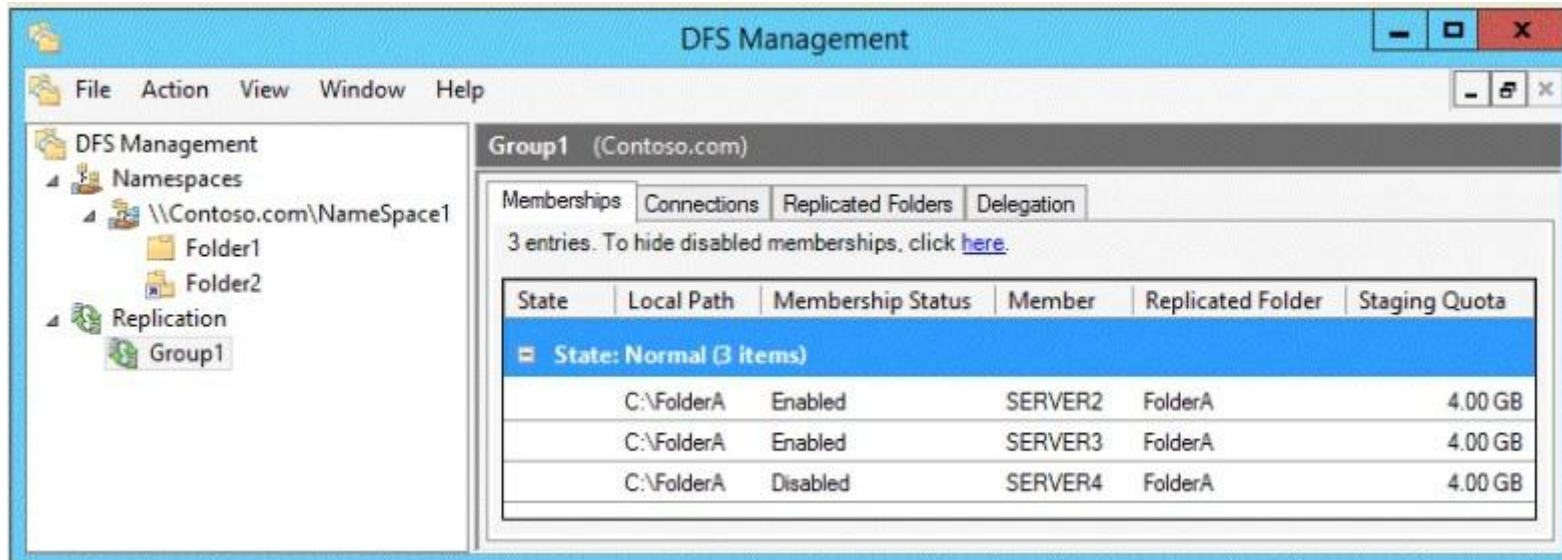 DFS Management
File Action View Window Help
DFS Management
Namespaces
\\Contoso.com\NameSpace1
Folder1
Folder2
Replication
Group1
Group1 (Contoso.com)
Memberships Connections Replicated Folders Delegation
3 entries. To hide disabled memberships, click here.
State Local Path Membership Status Member Replicated Folder Staging Quota
State: Normal (3 items)
C:\FolderA Enabled SERVER2 FolderA 4.00 GB
C:\FolderA Enabled SERVER3 FolderA 4.00 GB
C:\FolderA Disabled SERVER4 FolderA 4.00 GB